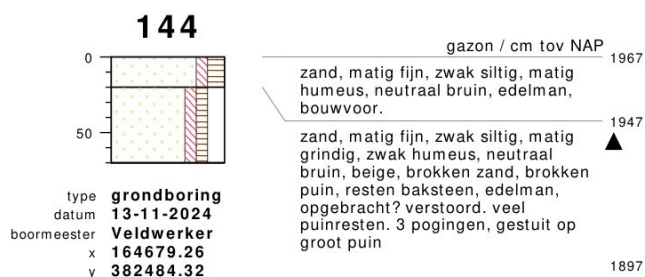 144
gazon / cm tov NAP
0
1967
zand, matig fijn, zwak siltig, matig
humeus, neutraal bruin, edelman,
bouwvoor.
1947
50
zand, matig fijn, zwak siltig, matig
grindig, zwak humeus, neutraal
bruin, beige, brokken zand, brokken
puin, resten baksteen, edelman,
opgebracht? verstoord. veel
puinresten. 3 pogingen, gestuit op
groot puin
1897
type grondboring
datum 13-11-2024
boormeester Veldwerker
x 164679.26
y 382484.32